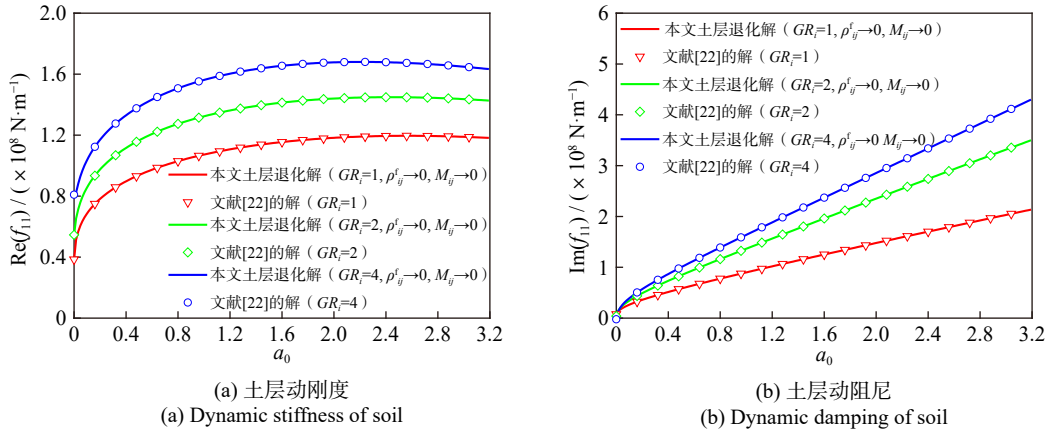 2.0
1.6
1.2
0.8
0.4
0
Re(f₁₁) / ( × 10⁸ N·m⁻¹)
本文土层退化解（GRᵢ=1, ρᶠᵢⱼ→0, Mᵢⱼ→0）
文献[22]的解（GRᵢ=1）
本文土层退化解（GRᵢ=2, ρᶠᵢⱼ→0, Mᵢⱼ→0）
文献[22]的解（GRᵢ=2）
本文土层退化解（GRᵢ=4, ρᶠᵢⱼ→0, Mᵢⱼ→0）
文献[22]的解（GRᵢ=4）
0 0.4 0.8 1.2 1.6 2.0 2.4 2.8 3.2
a₀
(a) 土层动刚度
(a) Dynamic stiffness of soil
6
5
4
3
2
1
0
Im(f₁₁) / ( × 10⁸ N·m⁻¹)
本文土层退化解（GRᵢ=1, ρᶠᵢⱼ→0, Mᵢⱼ→0）
文献[22]的解（GRᵢ=1）
本文土层退化解（GRᵢ=2, ρᶠᵢⱼ→0, Mᵢⱼ→0）
文献[22]的解（GRᵢ=2）
本文土层退化解（GRᵢ=4, ρᶠᵢⱼ→0 Mᵢⱼ→0）
文献[22]的解（GRᵢ=4）
0 0.4 0.8 1.2 1.6 2.0 2.4 2.8 3.2
a₀
(b) 土层动阻尼
(b) Dynamic damping of soil